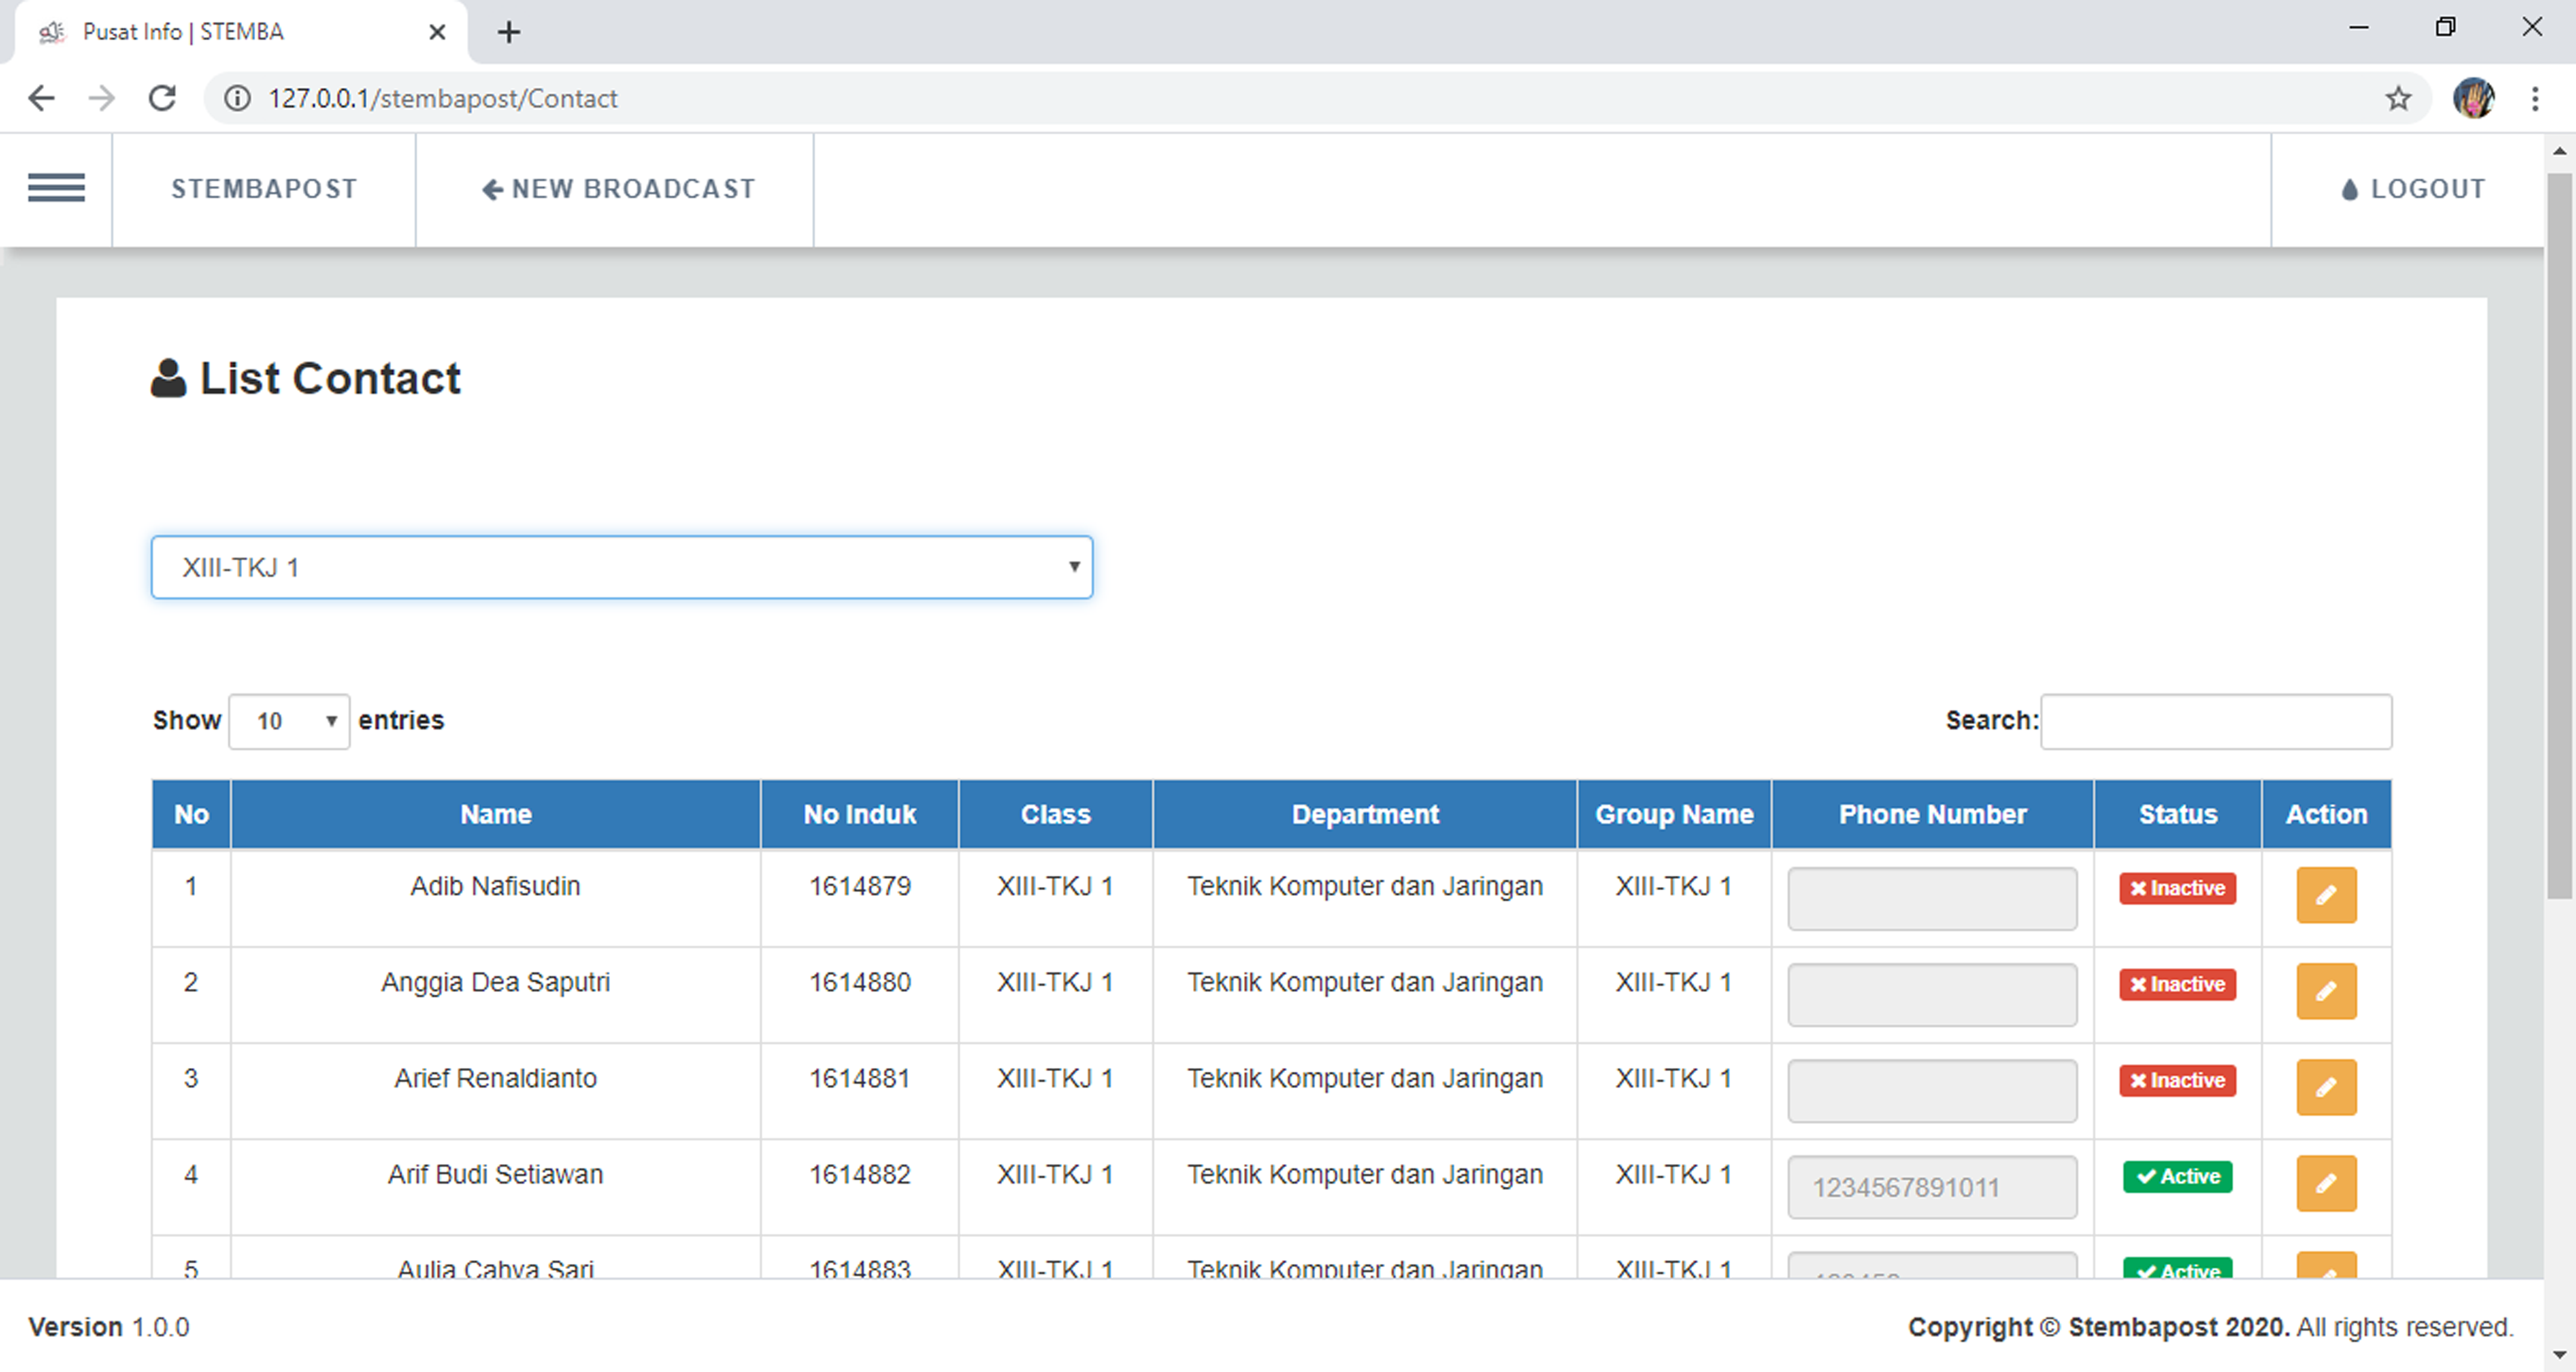 Pusat Info | STEMBA
127.0.0.1/stembapost/Contact
STEMBAPOST NEW BROADCAST LOGOUT
List Contact
XIII-TKJ 1
Show 10 entries Search:
No Name No Induk Class Department Group Name Phone Number Status Action
1 Adib Nafisudin 1614879 XIII-TKJ 1 Teknik Komputer dan Jaringan XIII-TKJ 1 Inactive
2 Anggia Dea Saputri 1614880 XIII-TKJ 1 Teknik Komputer dan Jaringan XIII-TKJ 1 Inactive
3 Arief Renaldianto 1614881 XIII-TKJ 1 Teknik Komputer dan Jaringan XIII-TKJ 1 Inactive
4 Arif Budi Setiawan 1614882 XIII-TKJ 1 Teknik Komputer dan Jaringan XIII-TKJ 1 1234567891011 Active
5 Aulia Cahya Sari 1614883 XIII-TKJ 1 Teknik Komputer dan Jaringan XIII-TKJ 1 Active
Version 1.0.0 Copyright © Stembapost 2020. All rights reserved.